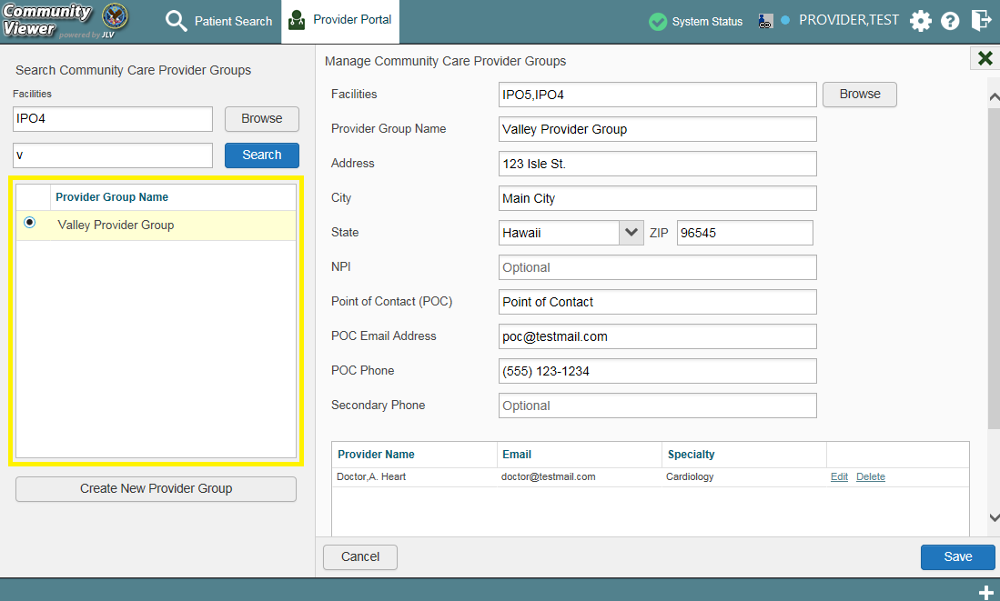 Community Viewer powered by JLV
Patient Search
Provider Portal
System Status
PROVIDER,TEST
Search Community Care Provider Groups
Facilities
IPO4
Browse
v
Search
Provider Group Name
Valley Provider Group
Create New Provider Group
Manage Community Care Provider Groups
Facilities IPO5,IPO4 Browse
Provider Group Name Valley Provider Group
Address 123 Isle St.
City Main City
State Hawaii ZIP 96545
NPI Optional
Point of Contact (POC) Point of Contact
POC Email Address poc@testmail.com
POC Phone (555) 123-1234
Secondary Phone Optional
Provider Name Email Specialty
Doctor,A. Heart doctor@testmail.com Cardiology Edit Delete
Cancel Save